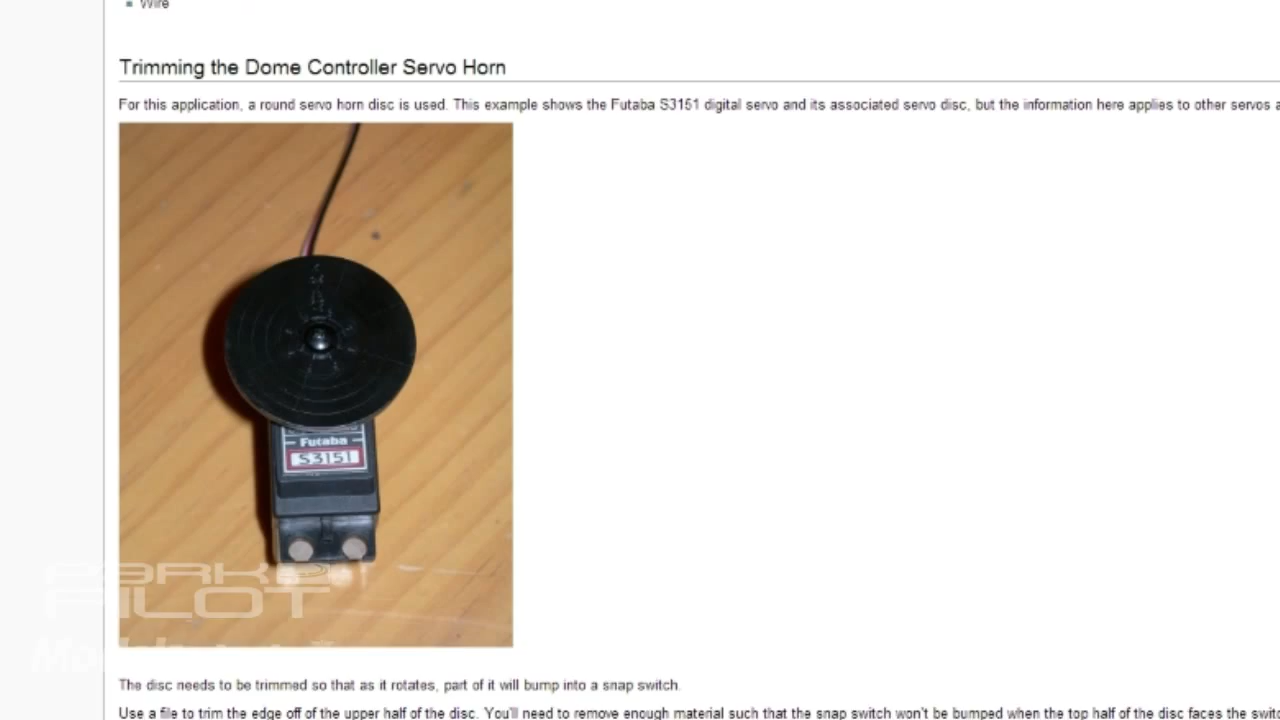 Wire
Trimming the Dome Controller Servo Horn
For this application, a round servo horn disc is used. This example shows the Futaba S3151 digital servo and its associated servo disc, but the information here applies to other servos a
Futaba
S3151
PARK
PILOT
The disc needs to be trimmed so that as it rotates, part of it will bump into a snap switch.
Use a file to trim the edge off of the upper half of the disc. You'll need to remove enough material such that the snap switch won't be bumped when the top half of the disc faces the